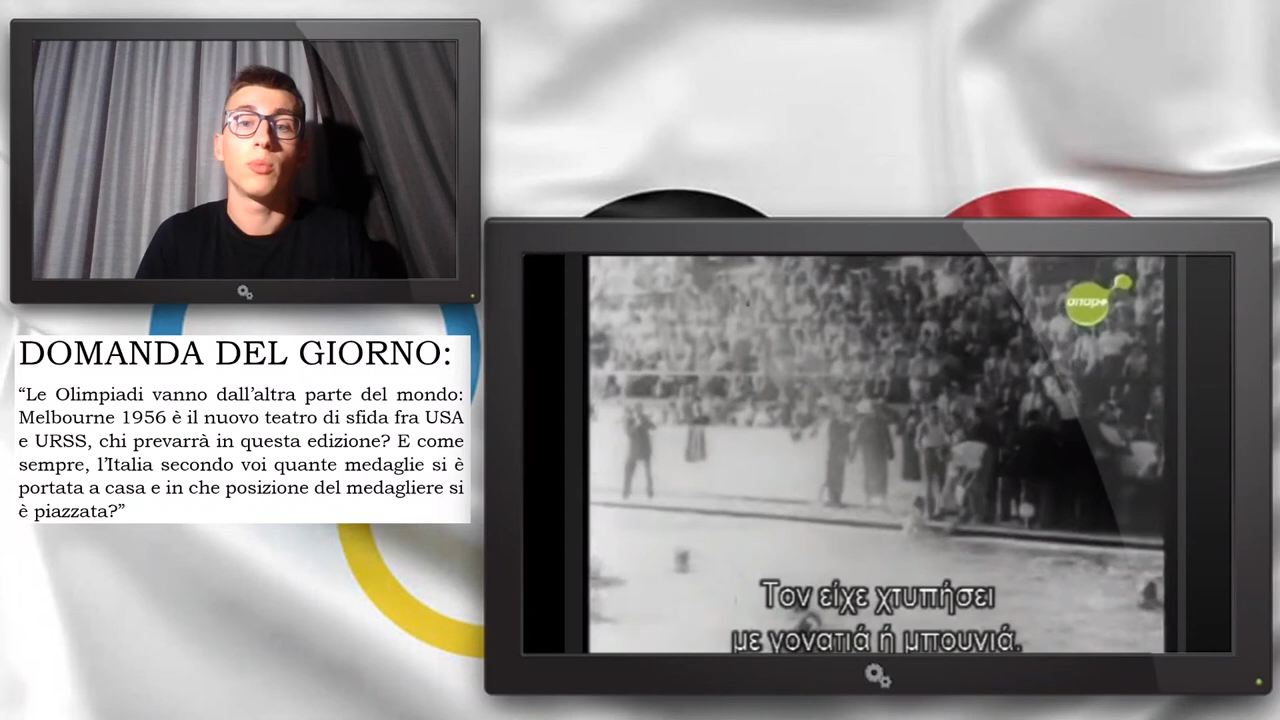 DOMANDA DEL GIORNO:
“Le Olimpiadi vanno dall’altra parte del mondo:
Melbourne 1956 è il nuovo teatro di sfida fra USA
e URSS, chi prevarrà in questa edizione? E come
sempre, l’Italia secondo voi quante medaglie si è
portata a casa e in che posizione del medagliere si
è piazzata?”
Τον είχε χτυπήσει
με γονατιά ή μπουνιά.